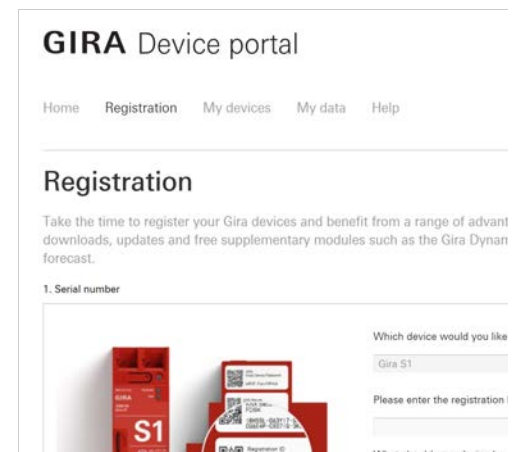 GIRA Device portal
Home Registration My devices My data Help
Registration
Take the time to register your Gira devices and benefit from a range of advant
downloads, updates and free supplementary modules such as the Gira Dynam
forecast.
1. Serial number
Which device would you like
Gira S1
Please enter the registration
GIRA
S1
Registration ID